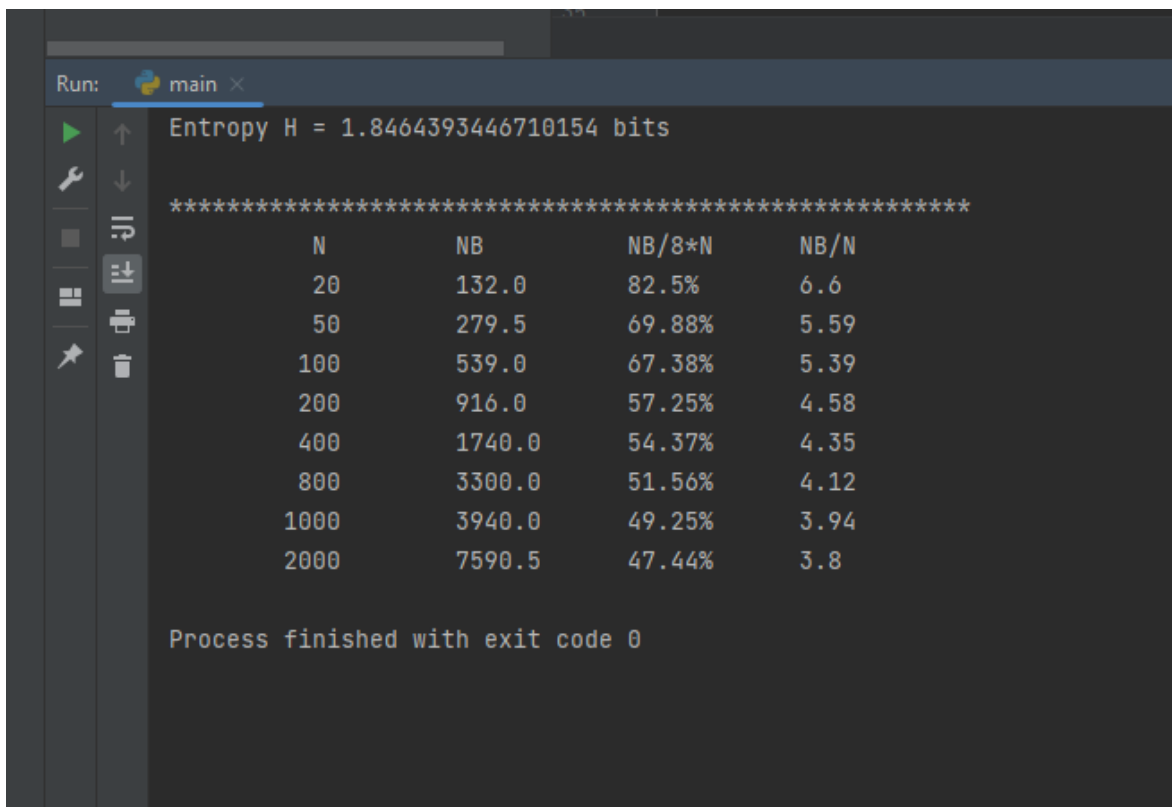 Run: main
Entropy H = 1.8464393446710154 bits
********************************************************
N NB NB/8*N NB/N
20 132.0 82.5% 6.6
50 279.5 69.88% 5.59
100 539.0 67.38% 5.39
200 916.0 57.25% 4.58
400 1740.0 54.37% 4.35
800 3300.0 51.56% 4.12
1000 3940.0 49.25% 3.94
2000 7590.5 47.44% 3.8
Process finished with exit code 0